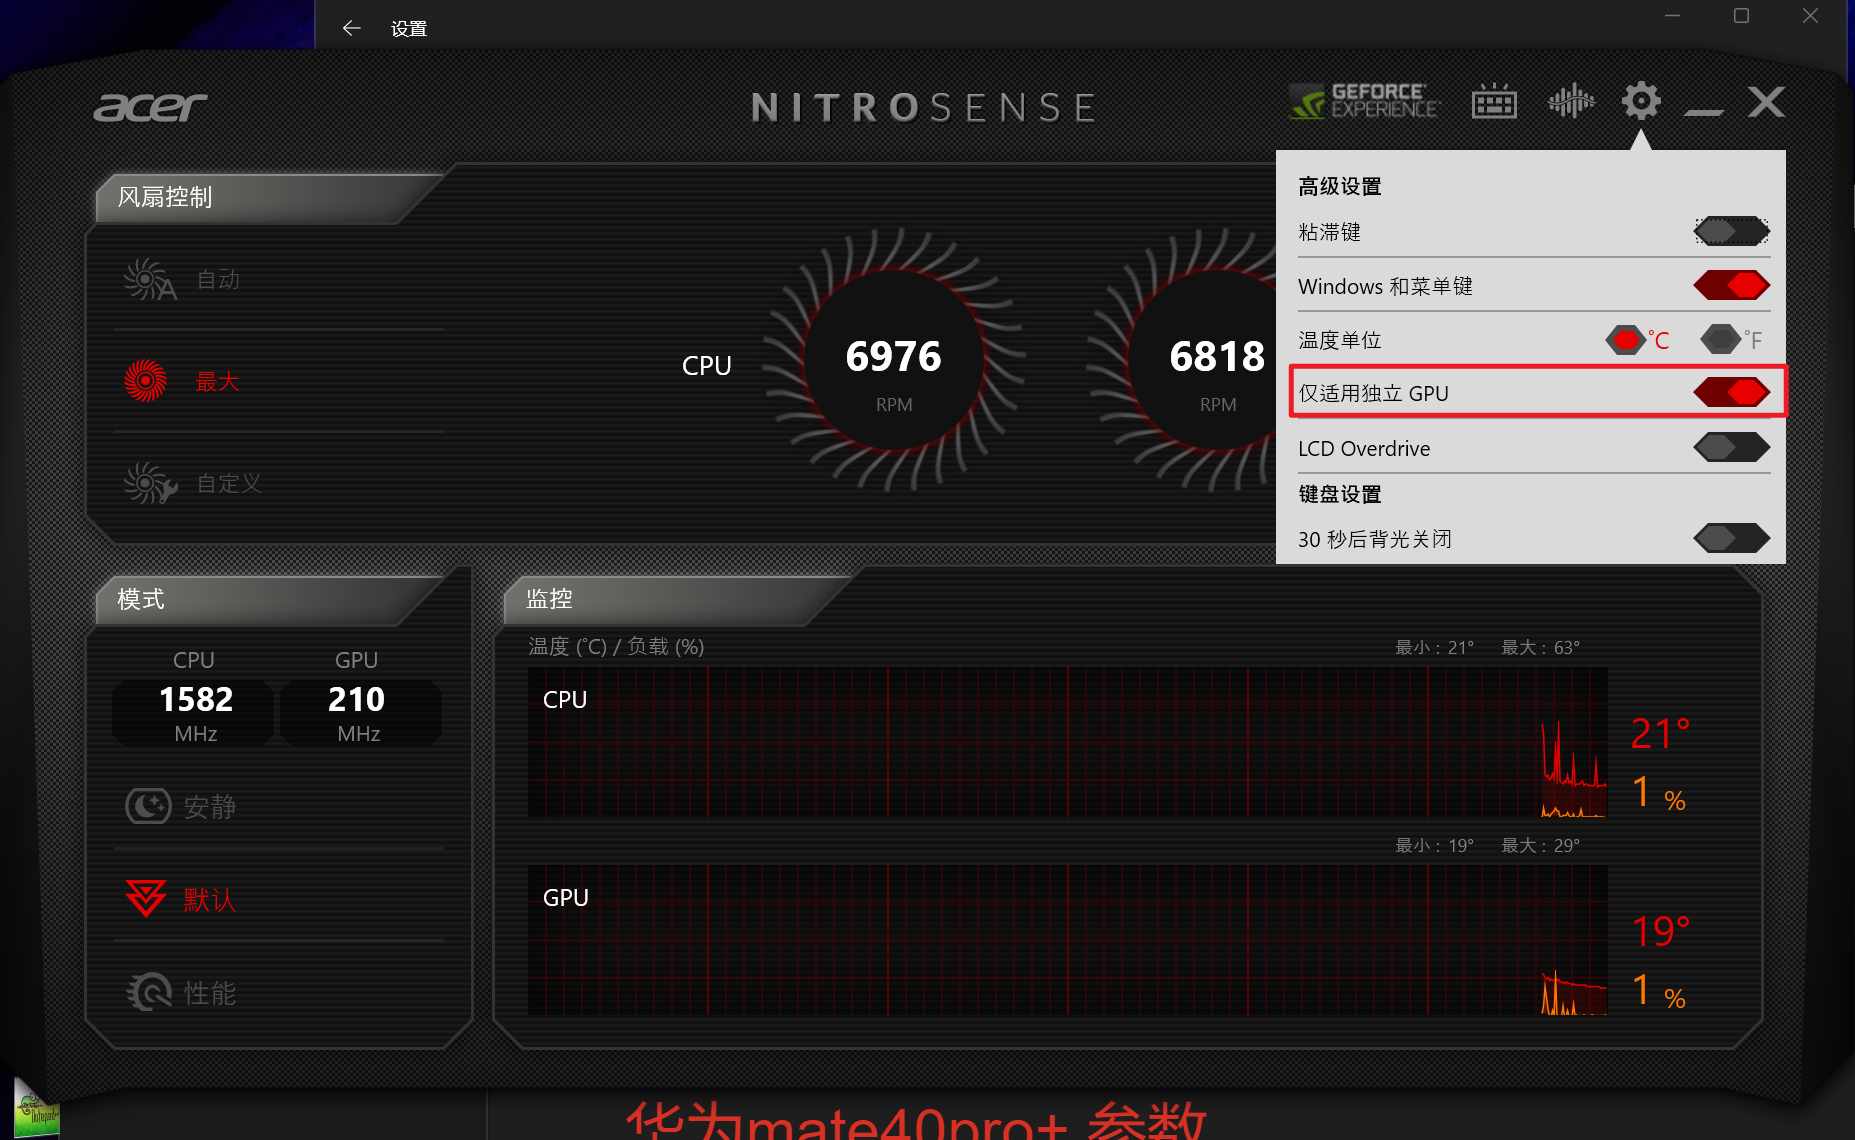 设置
acer
NITROSENSE
GEFORCE
EXPERIENCE
风扇控制
自动
最大
自定义
CPU
6976
RPM
6818
RPM
高级设置
粘滞键
Windows 和菜单键
温度单位
°C
°F
仅适用独立 GPU
LCD Overdrive
键盘设置
30 秒后背光关闭
模式
CPU
GPU
1582
210
MHz
MHz
安静
默认
性能
监控
温度 (°C) / 负载 (%)
最小：21°
最大：63°
CPU
21°
1 %
最小：19°
最大：29°
GPU
19°
1 %
华为mate40pro+ 参数